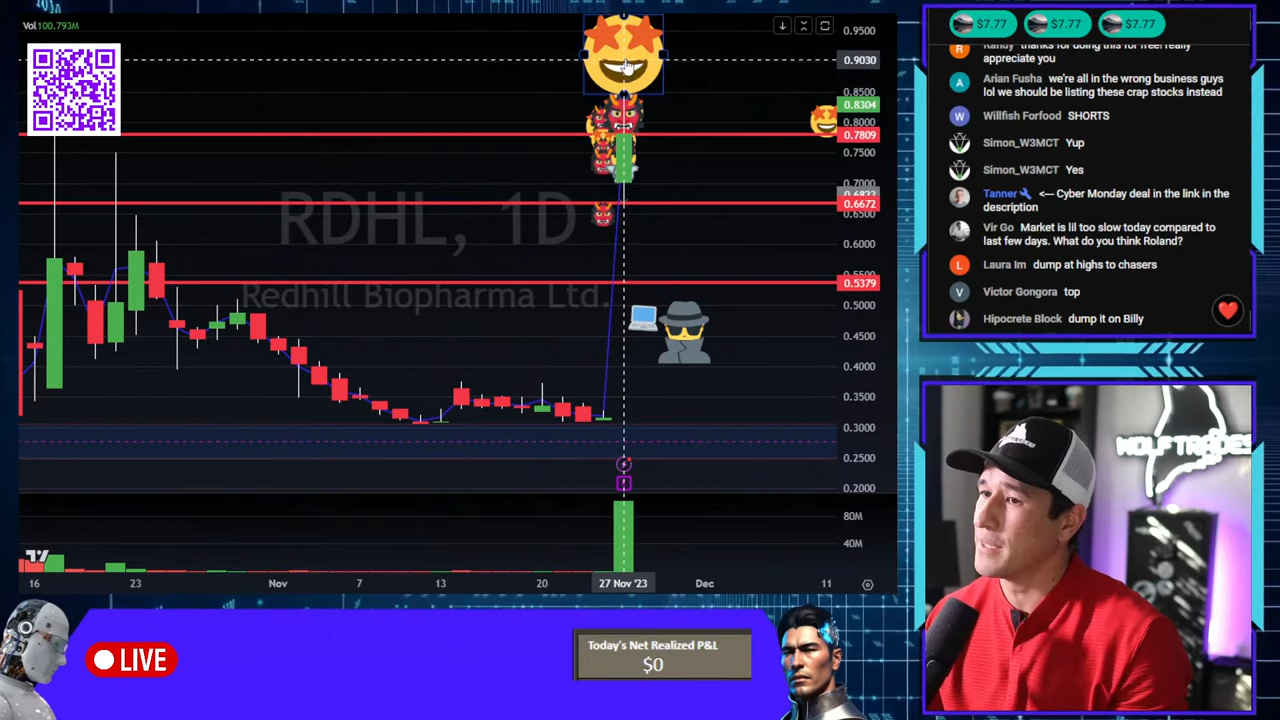 Vol100.793M
RDHL, 1D
Redhill Biopharma Ltd.
0.9500
0.9030
0.8500
0.8304
0.8000
0.7809
0.7500
0.7000
0.6672
0.6500
0.6000
0.5379
0.5000
0.4500
0.4000
0.3500
0.3000
0.2500
0.2000
80M
40M
16
23
Nov
7
13
20
27 Nov '23
Dec
11
LIVE
Today's Net Realized P&L
$0
$7.77
$7.77
$7.77
Randy thanks for doing this for free! really
appreciate you
Arian Fusha we're all in the wrong business guys
lol we should be listing these crap stocks instead
Willfish Forfood SHORTS
Simon_W3MCT Yup
Simon_W3MCT Yes
Tanner <-- Cyber Monday deal in the link in the
description
Vir Go Market is lil too slow today compared to
last few days. What do you think Roland?
Laura Im dump at highs to chasers
Victor Gongora top
Hipocrete Block dump it on Billy
WOLFTRADES